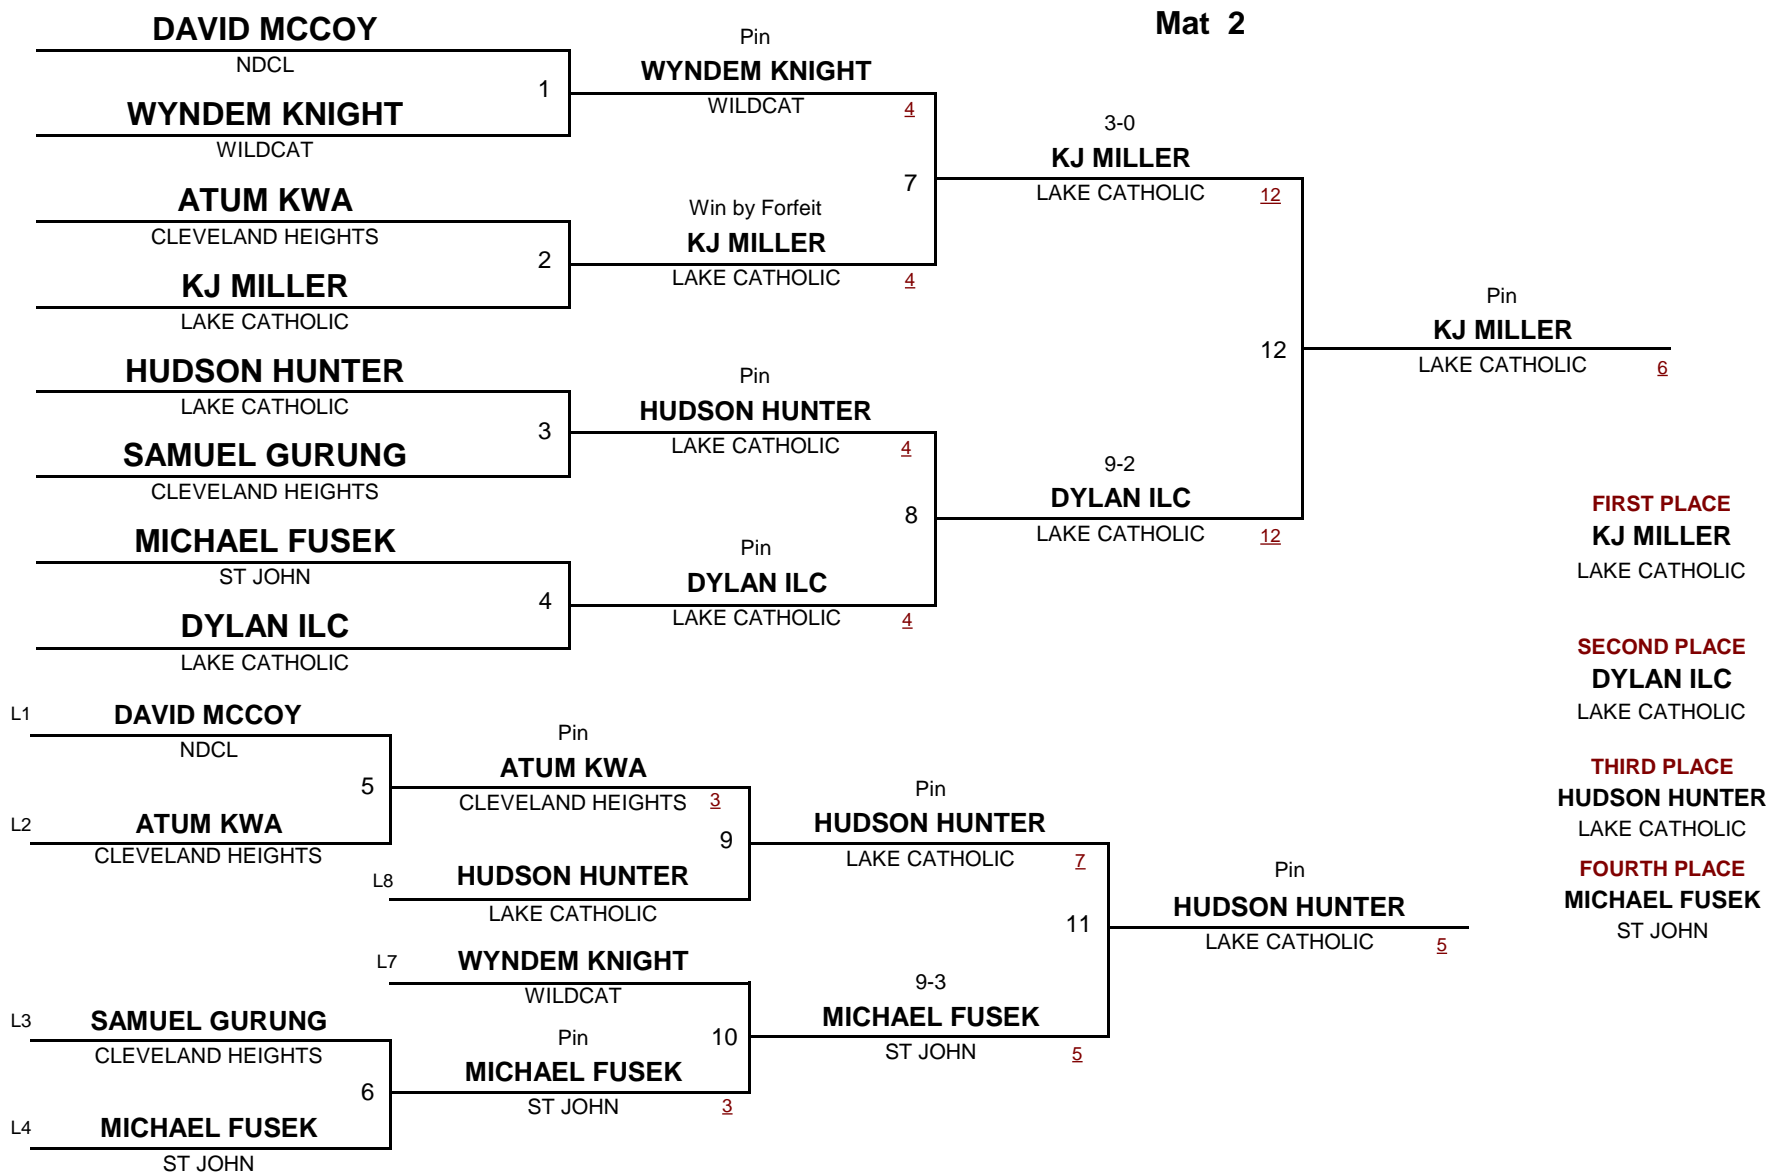 Mat 2
DAVID MCCOY
NDCL
1
WYNDEM KNIGHT
WILDCAT
ATUM KWA
CLEVELAND HEIGHTS
2
KJ MILLER
LAKE CATHOLIC
HUDSON HUNTER
LAKE CATHOLIC
3
SAMUEL GURUNG
CLEVELAND HEIGHTS
MICHAEL FUSEK
ST JOHN
4
DYLAN ILC
LAKE CATHOLIC
Pin
WYNDEM KNIGHT
WILDCAT 4
7
Win by Forfeit
KJ MILLER
LAKE CATHOLIC 4
Pin
HUDSON HUNTER
LAKE CATHOLIC 4
8
Pin
DYLAN ILC
LAKE CATHOLIC 4
3-0
KJ MILLER
LAKE CATHOLIC 12
12
9-2
DYLAN ILC
LAKE CATHOLIC 12
Pin
KJ MILLER
LAKE CATHOLIC 6
FIRST PLACE
KJ MILLER
LAKE CATHOLIC
SECOND PLACE
DYLAN ILC
LAKE CATHOLIC
THIRD PLACE
HUDSON HUNTER
LAKE CATHOLIC
FOURTH PLACE
MICHAEL FUSEK
ST JOHN
L1 DAVID MCCOY
NDCL
5
L2 ATUM KWA
CLEVELAND HEIGHTS
Pin
ATUM KWA
CLEVELAND HEIGHTS 3
9
L8 HUDSON HUNTER
LAKE CATHOLIC
L7 WYNDEM KNIGHT
WILDCAT
10
L3 SAMUEL GURUNG
CLEVELAND HEIGHTS
6
L4 MICHAEL FUSEK
ST JOHN
Pin
MICHAEL FUSEK
ST JOHN 3
Pin
HUDSON HUNTER
LAKE CATHOLIC 7
11
9-3
MICHAEL FUSEK
ST JOHN 5
Pin
HUDSON HUNTER
LAKE CATHOLIC 5